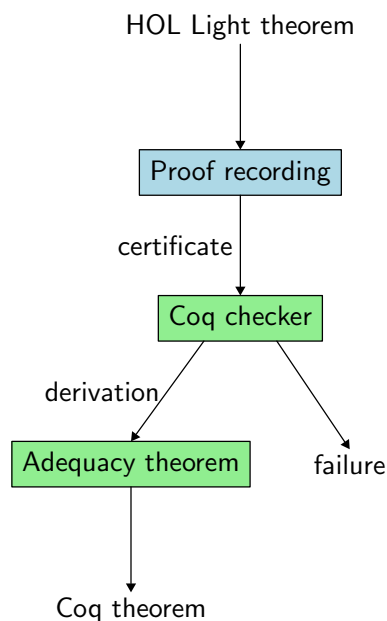 HOL Light theorem
Proof recording
certificate
Coq checker
derivation
Adequacy theorem
failure
Coq theorem